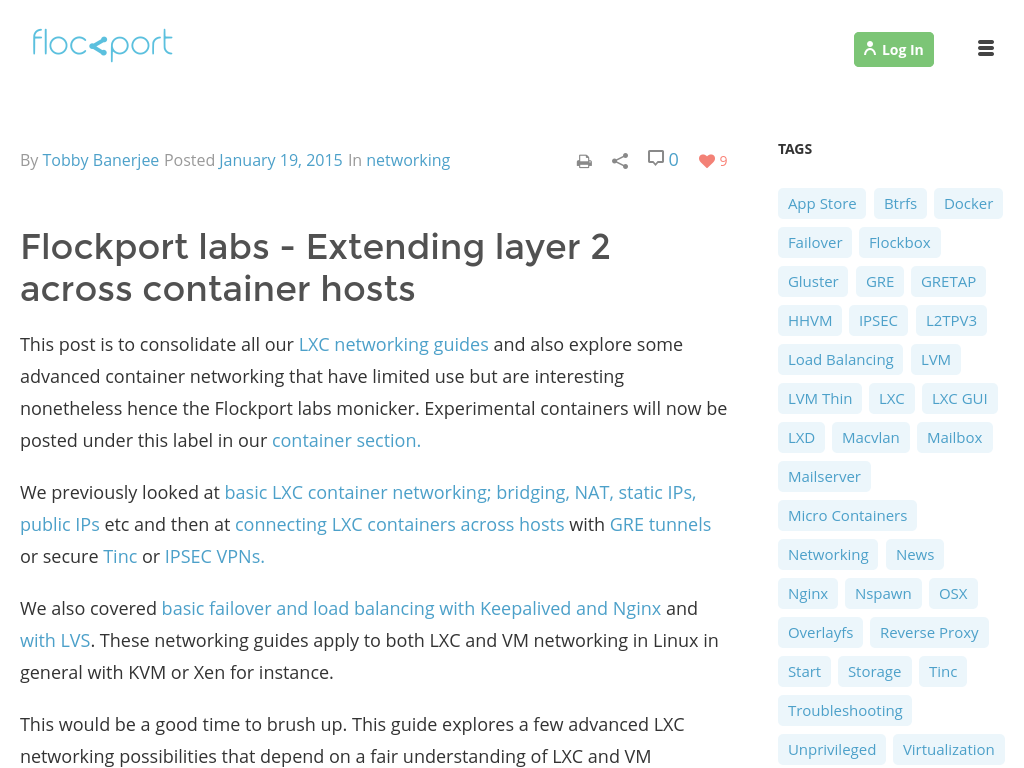 flockport
Log In
By Tobby Banerjee Posted January 19, 2015 In networking
0
9
Flockport labs - Extending layer 2
across container hosts
This post is to consolidate all our LXC networking guides and also explore some
advanced container networking that have limited use but are interesting
nonetheless hence the Flockport labs monicker. Experimental containers will now be
posted under this label in our container section.
We previously looked at basic LXC container networking; bridging, NAT, static IPs,
public IPs etc and then at connecting LXC containers across hosts with GRE tunnels
or secure Tinc or IPSEC VPNs.
We also covered basic failover and load balancing with Keepalived and Nginx and
with LVS. These networking guides apply to both LXC and VM networking in Linux in
general with KVM or Xen for instance.
This would be a good time to brush up. This guide explores a few advanced LXC
networking possibilities that depend on a fair understanding of LXC and VM
TAGS
App Store Btrfs Docker
Failover Flockbox
Gluster GRE GRETAP
HHVM IPSEC L2TPV3
Load Balancing LVM
LVM Thin LXC LXC GUI
LXD Macvlan Mailbox
Mailserver
Micro Containers
Networking News
Nginx Nspawn OSX
Overlayfs Reverse Proxy
Start Storage Tinc
Troubleshooting
Unprivileged Virtualization